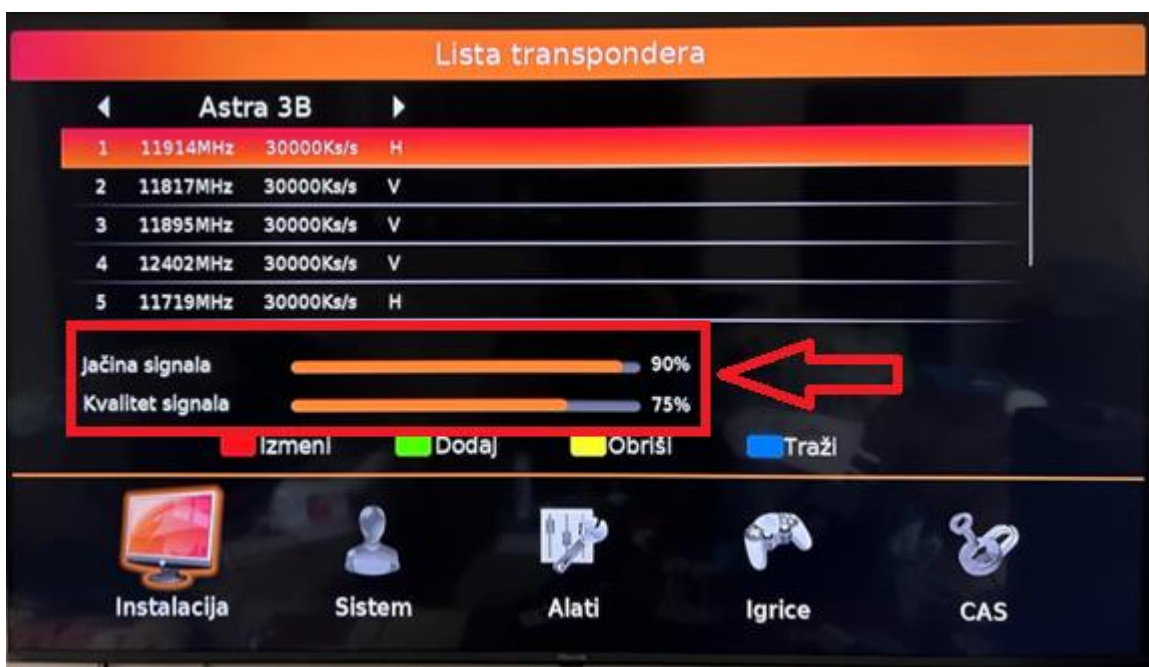 Lista transpondera
Astra 3B
1 11914MHz 30000Ks/s H
2 11817MHz 30000Ks/s V
3 11895MHz 30000Ks/s V
4 12402MHz 30000Ks/s V
5 11719MHz 30000Ks/s H
Jačina signala 90%
Kvalitet signala 75%
Izmeni Dodaj Obriši Traži
Instalacija Sistem Alati Igrice CAS